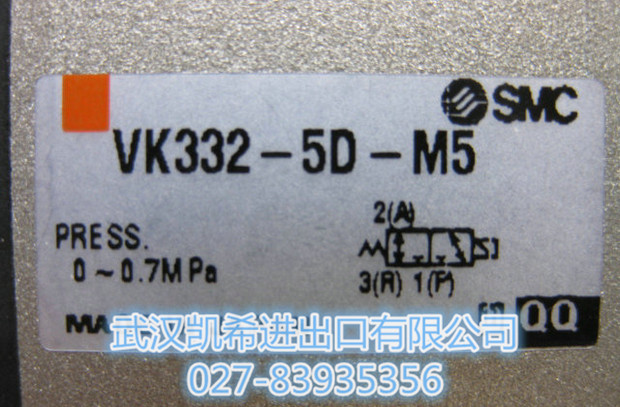 SMC
VK332-5D-M5
PRESS.
0~0.7MPa
2(A)
3(R) 1(P)
QQ
武汉凯希进出口有限公司
027-83935356